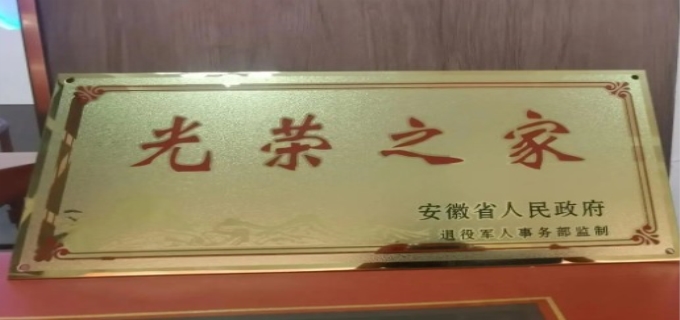 光荣之家
安徽省人民政府
退役军人事务部监制